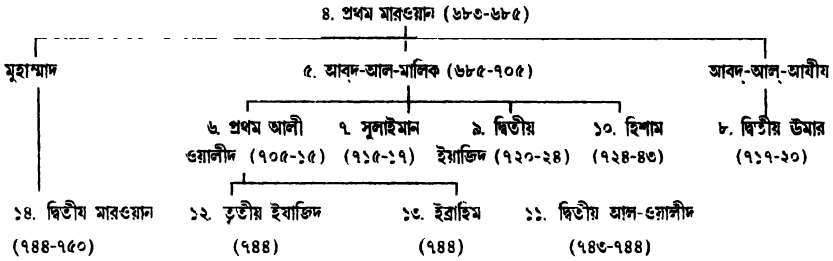 ৪. প্রথম মারওয়ান (৬৮৩-৬৮৫)
মুহাম্মাদ ৫. আবদ-আল-মালিক (৬৮৫-৭০৫) আবদ-আল্-আযীয
৬. প্রথম আলী ৭. সুলাইমান ৯. দ্বিতীয় ১০. হিশাম ৮. দ্বিতীয় উমার
ওয়ালীদ (৭০৫-১৫) (৭১৫-১৭) ইয়াজিদ (৭২০-২৪) (৭২৪-৪৩) (৭১৭-২০)
১৪. দ্বিতীয় মারওয়ান ১২. তৃতীয় ইযাজিদ ১৩. ইব্রাহিম ১১. দ্বিতীয় আল-ওয়ালীদ
(৭৪৪-৭৫০) (৭৪৪) (৭৪৪) (৭৪৩-৭৪৪)